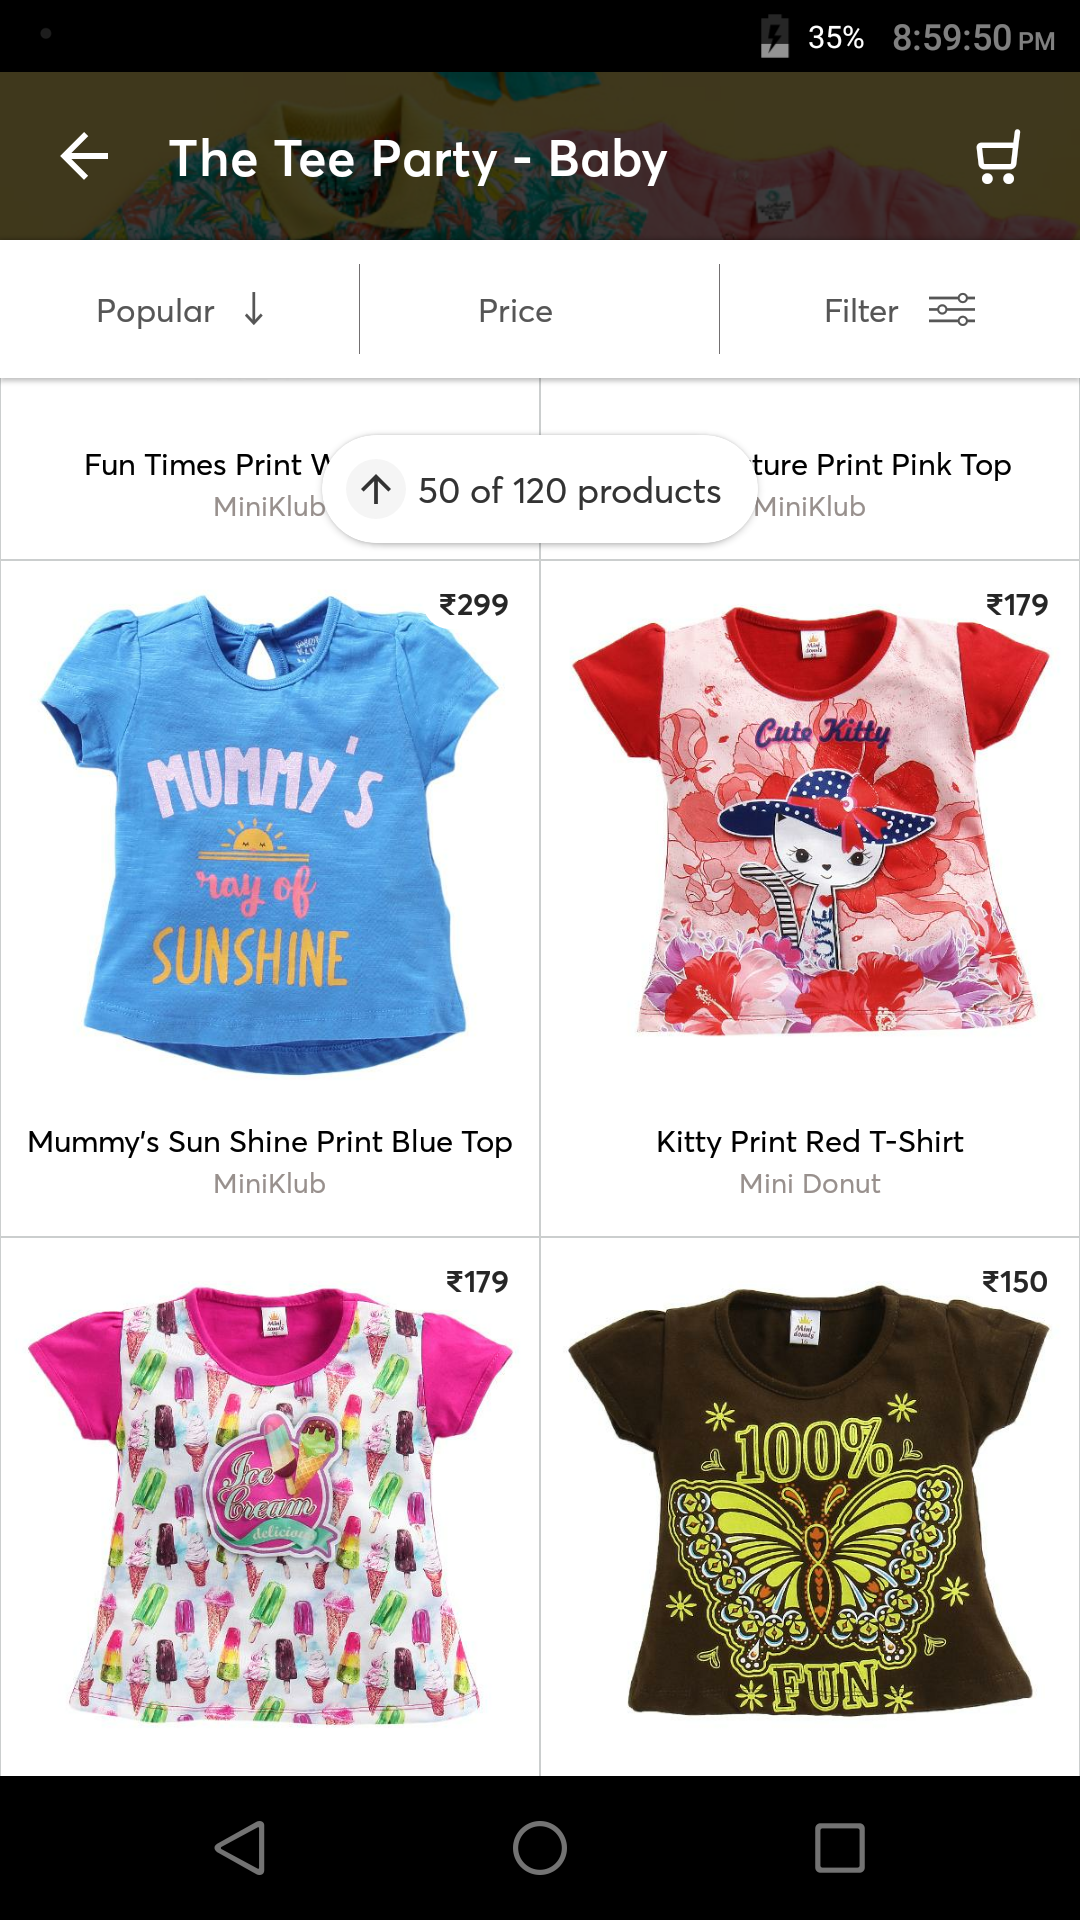 35% 8:59:50 PM
The Tee Party - Baby
Popular Price Filter
Fun Times Print
ture Print Pink Top
50 of 120 products
MiniKlub
MiniKlub
₹299
₹179
MUMMY'S
ray of
SUNSHINE
Cute Kitty
LOVE
Mummy's Sun Shine Print Blue Top
MiniKlub
Kitty Print Red T-Shirt
Mini Donut
₹179
₹150
Ice
Cream
delicious
100%
FUN